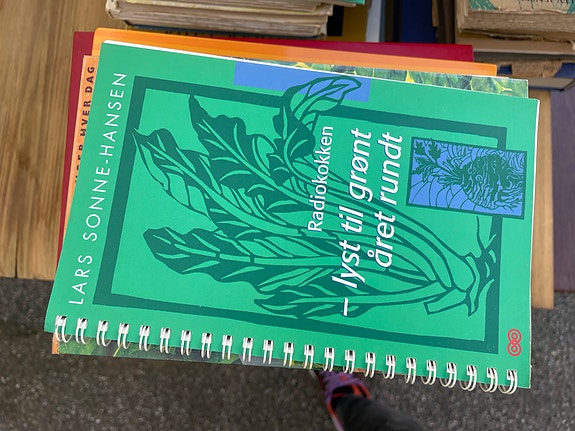 LARS SONNE-HANSEN
Radiokokken
– lyst til grønt
året rundt
HVER DAG